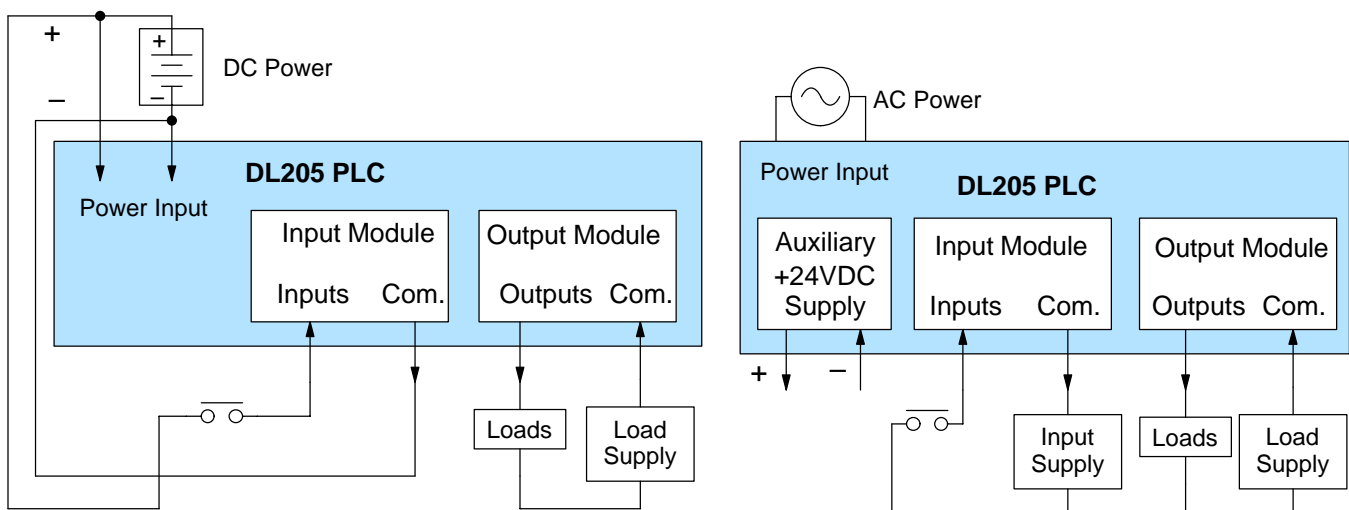 +
−
+
−
DC Power
DL205 PLC
Power Input
Input Module
Inputs Com.
Output Module
Outputs Com.
Loads
Load
Supply
AC Power
Power Input
DL205 PLC
Auxiliary
+24VDC
Supply
+ −
Input Module
Inputs Com.
Output Module
Outputs Com.
Input
Supply
Loads
Load
Supply